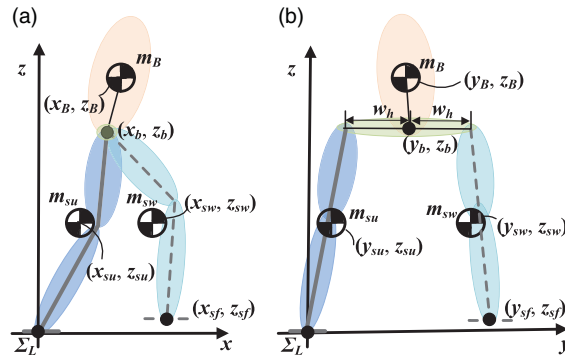 (a)
z
m_B
(x_B, z_B)
(x_b, z_b)
m_su
m_sw
(x_sw, z_sw)
(x_su, z_su)
(x_sf, z_sf)
Σ_L
x
(b)
z
m_B
(y_B, z_B)
w_h w_h
(y_b, z_b)
m_su
m_sw
(y_su, z_su)
(y_sw, z_sw)
(y_sf, z_sf)
Σ_L
y